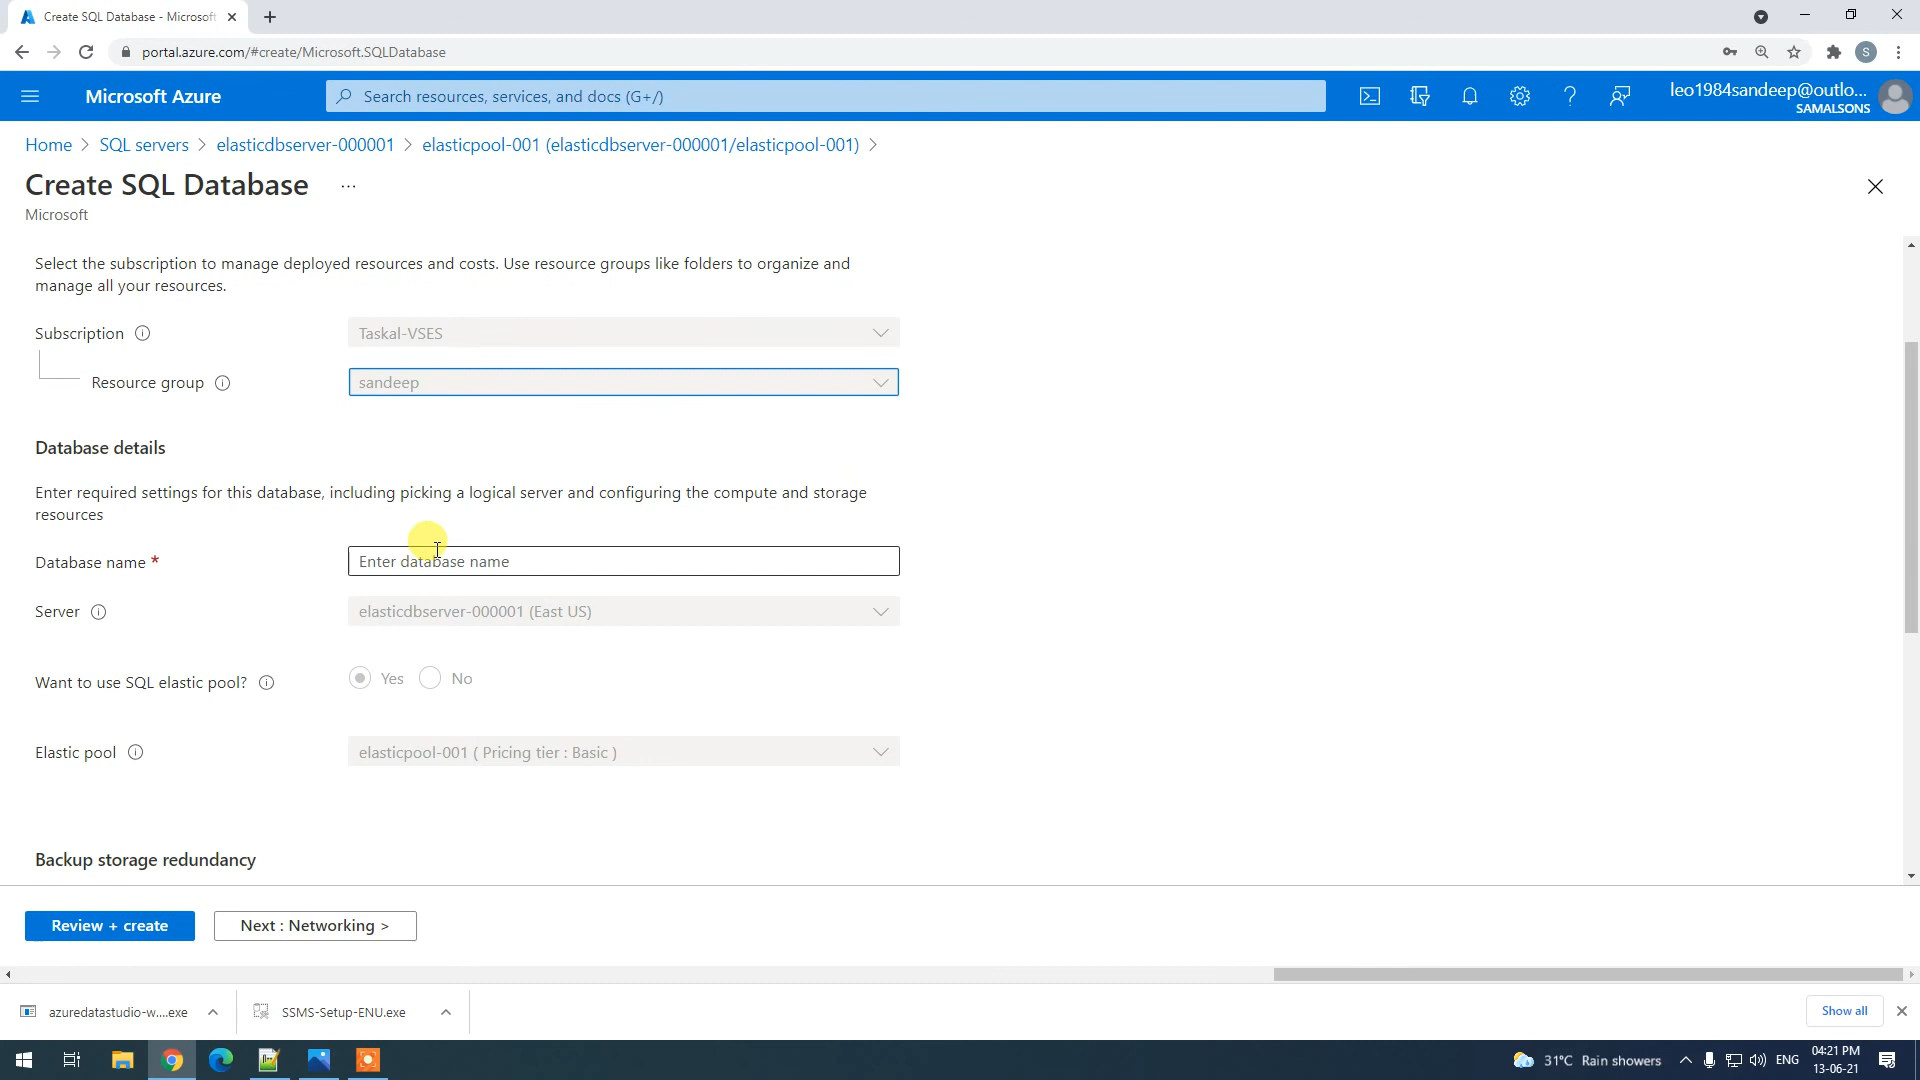 Create SQL Database - Microsoft
portal.azure.com/#create/Microsoft.SQLDatabase
S
Microsoft Azure
Search resources, services, and docs (G+/)
leo1984sandeep@outlo...
SAMALSONS
Home > SQL servers > elasticdbserver-000001 > elasticpool-001 (elasticdbserver-000001/elasticpool-001) >
Create SQL Database ...
Microsoft
Select the subscription to manage deployed resources and costs. Use resource groups like folders to organize and
manage all your resources.
Subscription
Taskal-VSES
Resource group
sandeep
Database details
Enter required settings for this database, including picking a logical server and configuring the compute and storage
resources
Database name *
Enter database name
Server
elasticdbserver-000001 (East US)
Want to use SQL elastic pool?
Yes No
Elastic pool
elasticpool-001 ( Pricing tier : Basic )
Backup storage redundancy
Review + create
Next : Networking >
azuredatastudio-w....exe
SSMS-Setup-ENU.exe
Show all
31°C Rain showers
ENG
04:21 PM
13-06-21